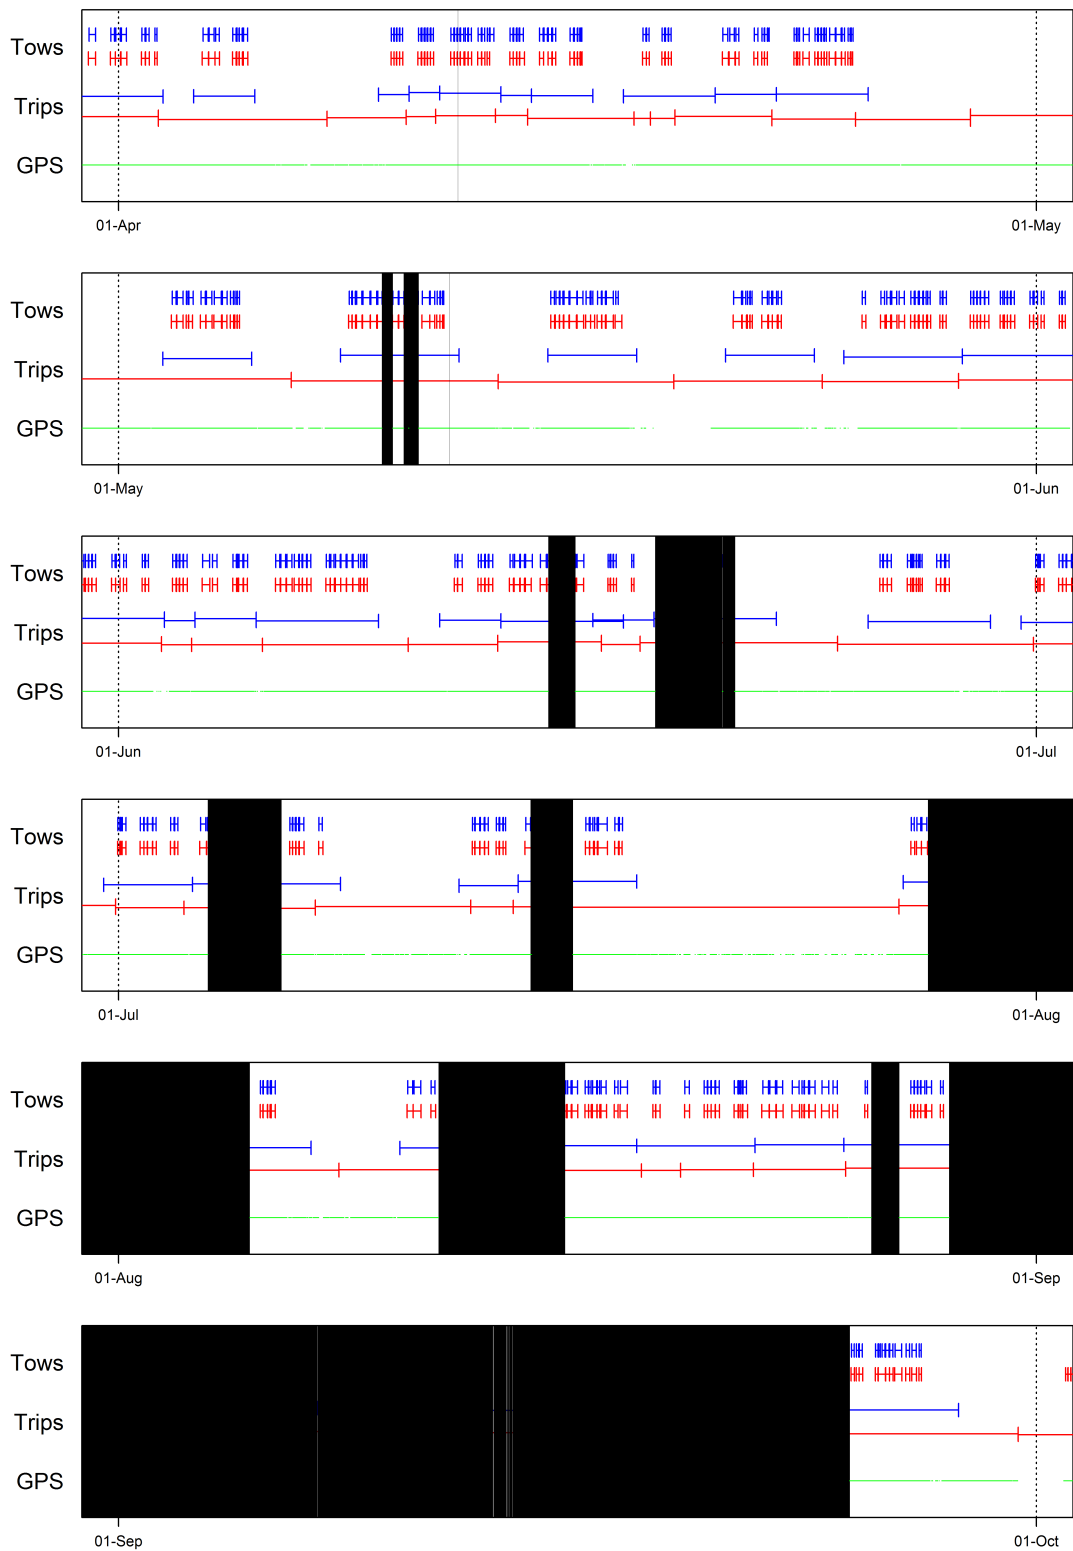 Tows
Trips
GPS
01-Apr 01-May
Tows
Trips
GPS
01-May 01-Jun
Tows
Trips
GPS
01-Jun 01-Jul
Tows
Trips
GPS
01-Jul 01-Aug
Tows
Trips
GPS
01-Aug 01-Sep
Tows
Trips
GPS
01-Sep 01-Oct